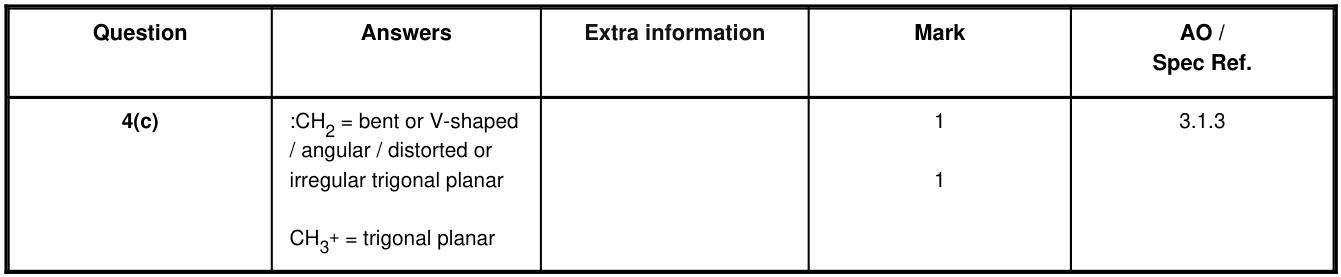 Question Answers Extra information Mark AO /
Spec Ref.
4(c) :CH2 = bent or V-shaped 1 3.1.3
/ angular / distorted or
irregular trigonal planar 1
CH3+ = trigonal planar